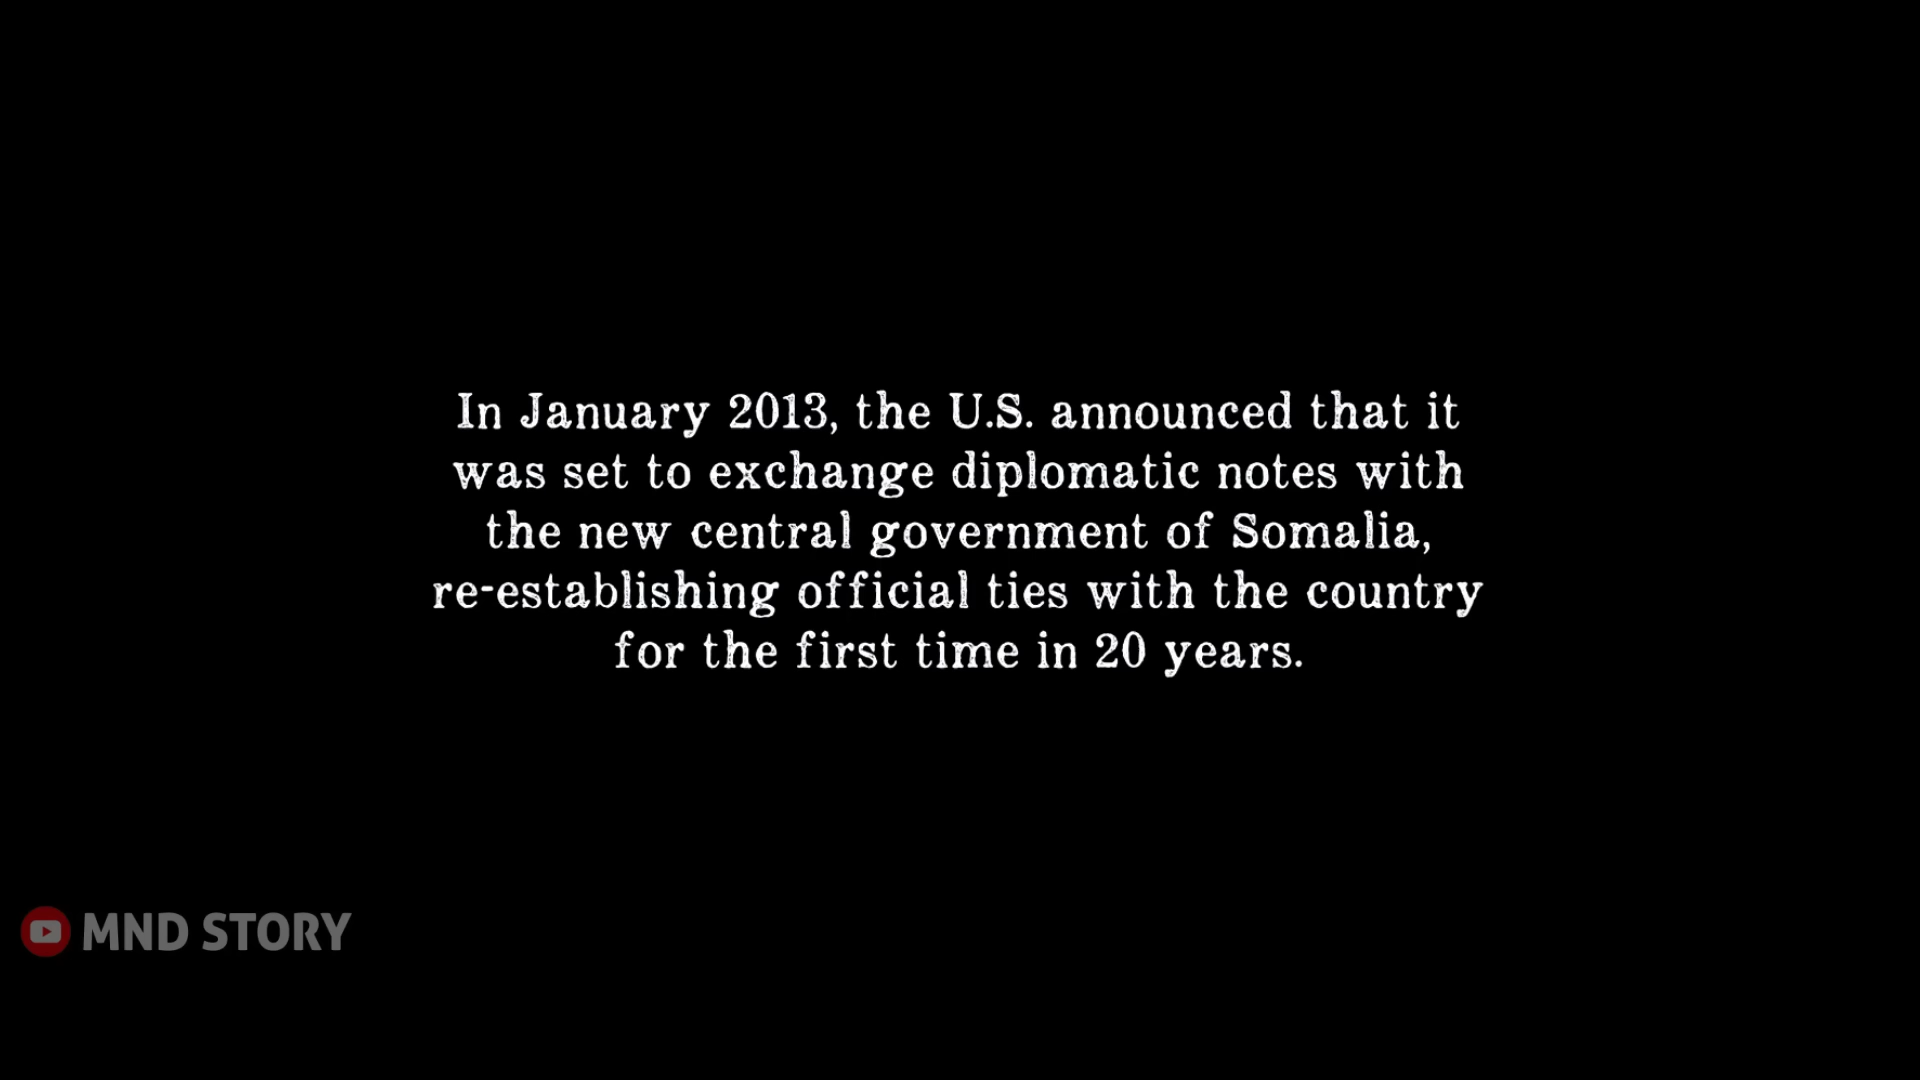 In January 2013, the U.S. announced that it
was set to exchange diplomatic notes with
the new central government of Somalia,
re-establishing official ties with the country
for the first time in 20 years.
MND STORY